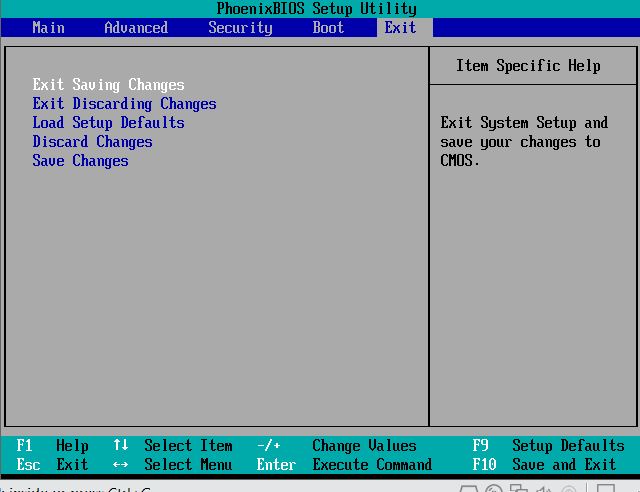 PhoenixBIOS Setup Utility
Main Advanced Security Boot Exit
Item Specific Help
Exit Saving Changes
Exit Discarding Changes
Load Setup Defaults
Discard Changes
Save Changes
Exit System Setup and
save your changes to
CMOS.
F1 Help ↑↓ Select Item -/+ Change Values F9 Setup Defaults
Esc Exit ↔ Select Menu Enter Execute Command F10 Save and Exit